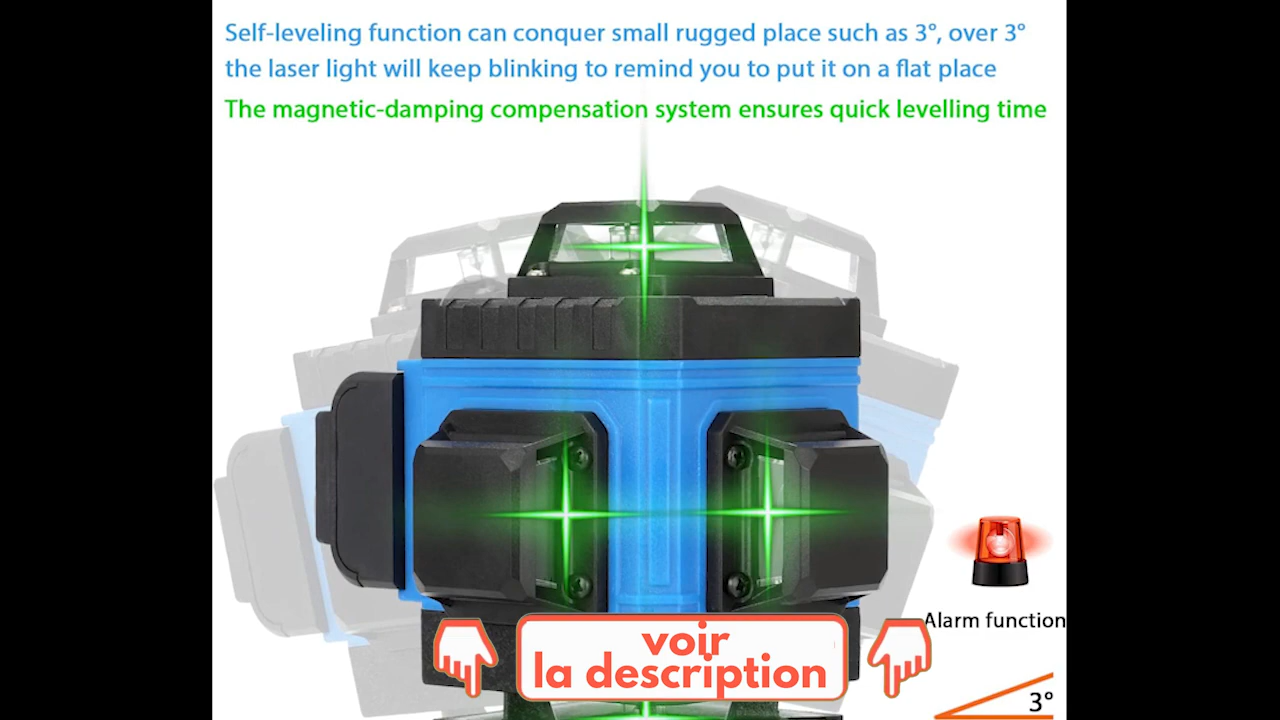 Self-leveling function can conquer small rugged place such as 3°, over 3°
the laser light will keep blinking to remind you to put it on a flat place
The magnetic-damping compensation system ensures quick levelling time
Alarm function
3°
voir
la description